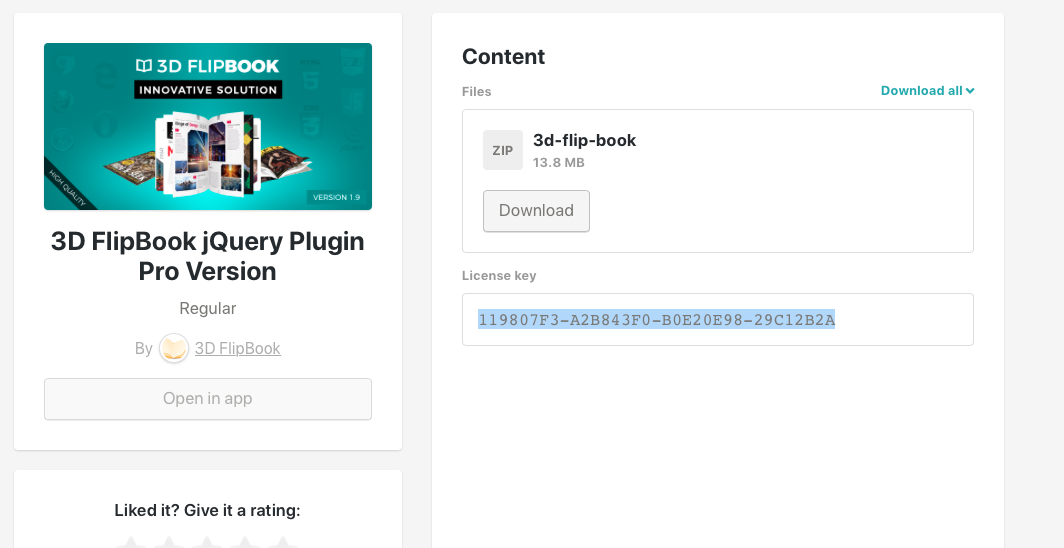 3D FLIPBOOK
INNOVATIVE SOLUTION
HIGH QUALITY
VERSION 1.9
3D FlipBook jQuery Plugin
Pro Version
Regular
By 3D FlipBook
Open in app
Liked it? Give it a rating:
Content
Files
Download all
ZIP
3d-flip-book
13.8 MB
Download
License key
119807F3-A2B843F0-B0E20E98-29C12B2A